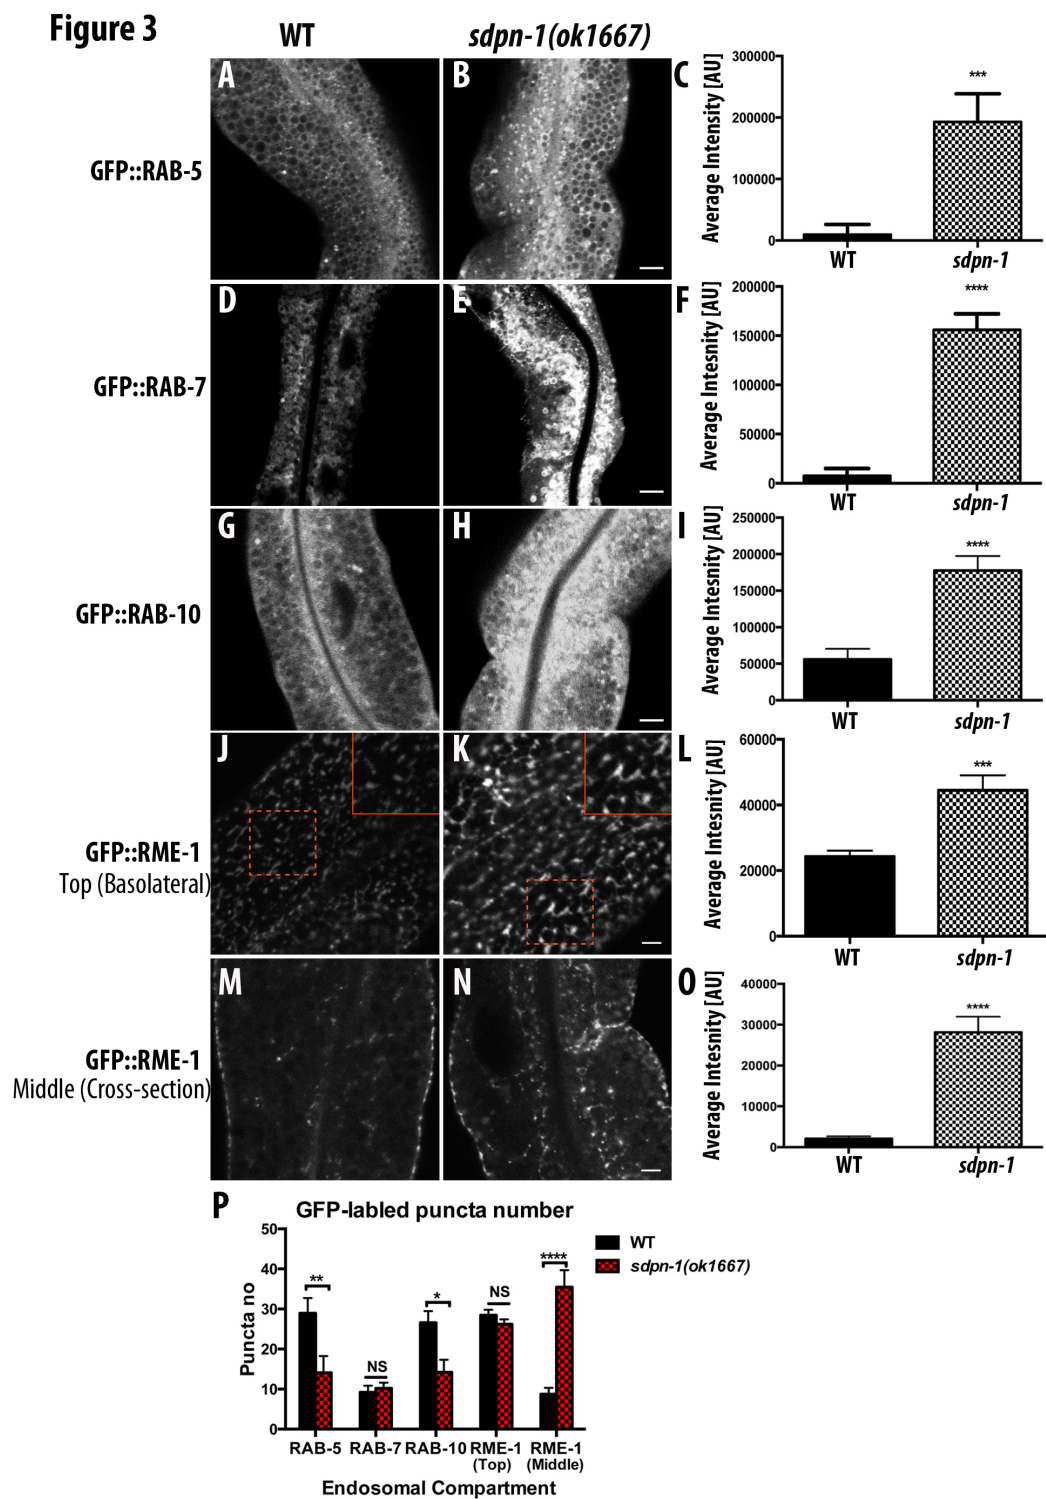 Figure 3
WT
sdpn-1(ok1667)
GFP::RAB-5
A
B
C
Average Intensity [AU]
300000
200000
100000
0
***
WT
sdpn-1
GFP::RAB-7
D
E
F
Average Intesnity [AU]
200000
150000
100000
50000
0
****
WT
sdpn-1
GFP::RAB-10
G
H
I
Average Intesnity [AU]
250000
200000
150000
100000
50000
0
****
WT
sdpn-1
GFP::RME-1
Top (Basolateral)
J
K
L
Average Intesnity [AU]
60000
40000
20000
0
***
WT
sdpn-1
GFP::RME-1
Middle (Cross-section)
M
N
O
Average Intesnity [AU]
40000
30000
20000
10000
0
****
WT
sdpn-1
P
GFP-labled puncta number
Puncta no
50
40
30
20
10
0
**
NS
*
NS
****
WT
sdpn-1(ok1667)
RAB-5 RAB-7 RAB-10 RME-1 RME-1
(Top) (Middle)
Endosomal Compartment